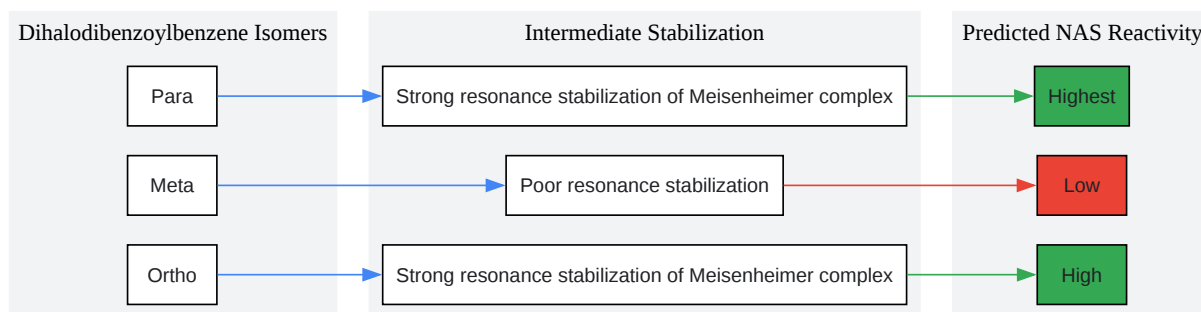 Dihalodibenzoylbenzene Isomers
Intermediate Stabilization
Predicted NAS Reactivity
Para
Strong resonance stabilization of Meisenheimer complex
Highest
Meta
Poor resonance stabilization
Low
Ortho
Strong resonance stabilization of Meisenheimer complex
High